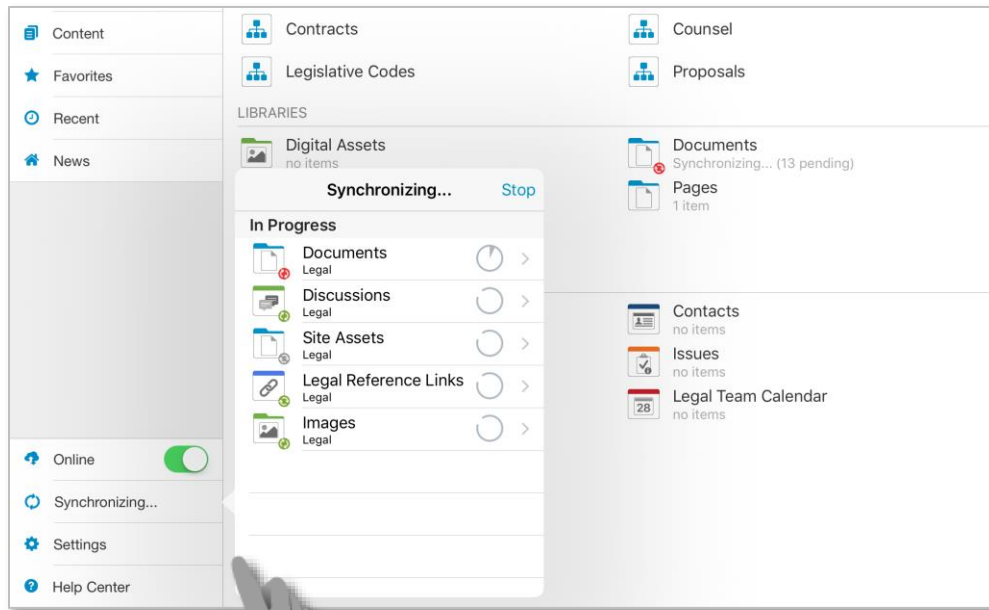 Content
Favorites
Recent
News
Contracts
Counsel
Legislative Codes
Proposals
LIBRARIES
Digital Assets
no items
Documents
Synchronizing... (13 pending)
Pages
1 item
Synchronizing...
Stop
In Progress
Documents
Legal
Discussions
Legal
Site Assets
Legal
Legal Reference Links
Legal
Images
Legal
Contacts
no items
Issues
no items
28
Legal Team Calendar
no items
Online
Synchronizing...
Settings
Help Center